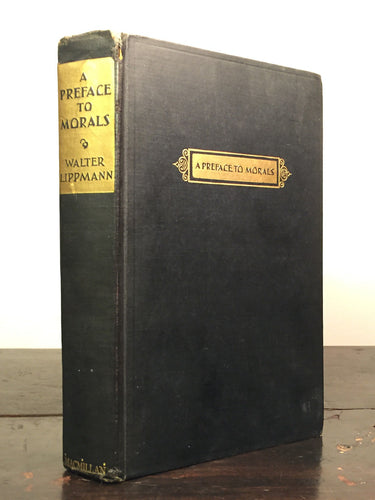 A
PREFACE
TO
MORALS
WALTER
LIPPMANN
MACMILLAN
A PREFACE TO MORALS